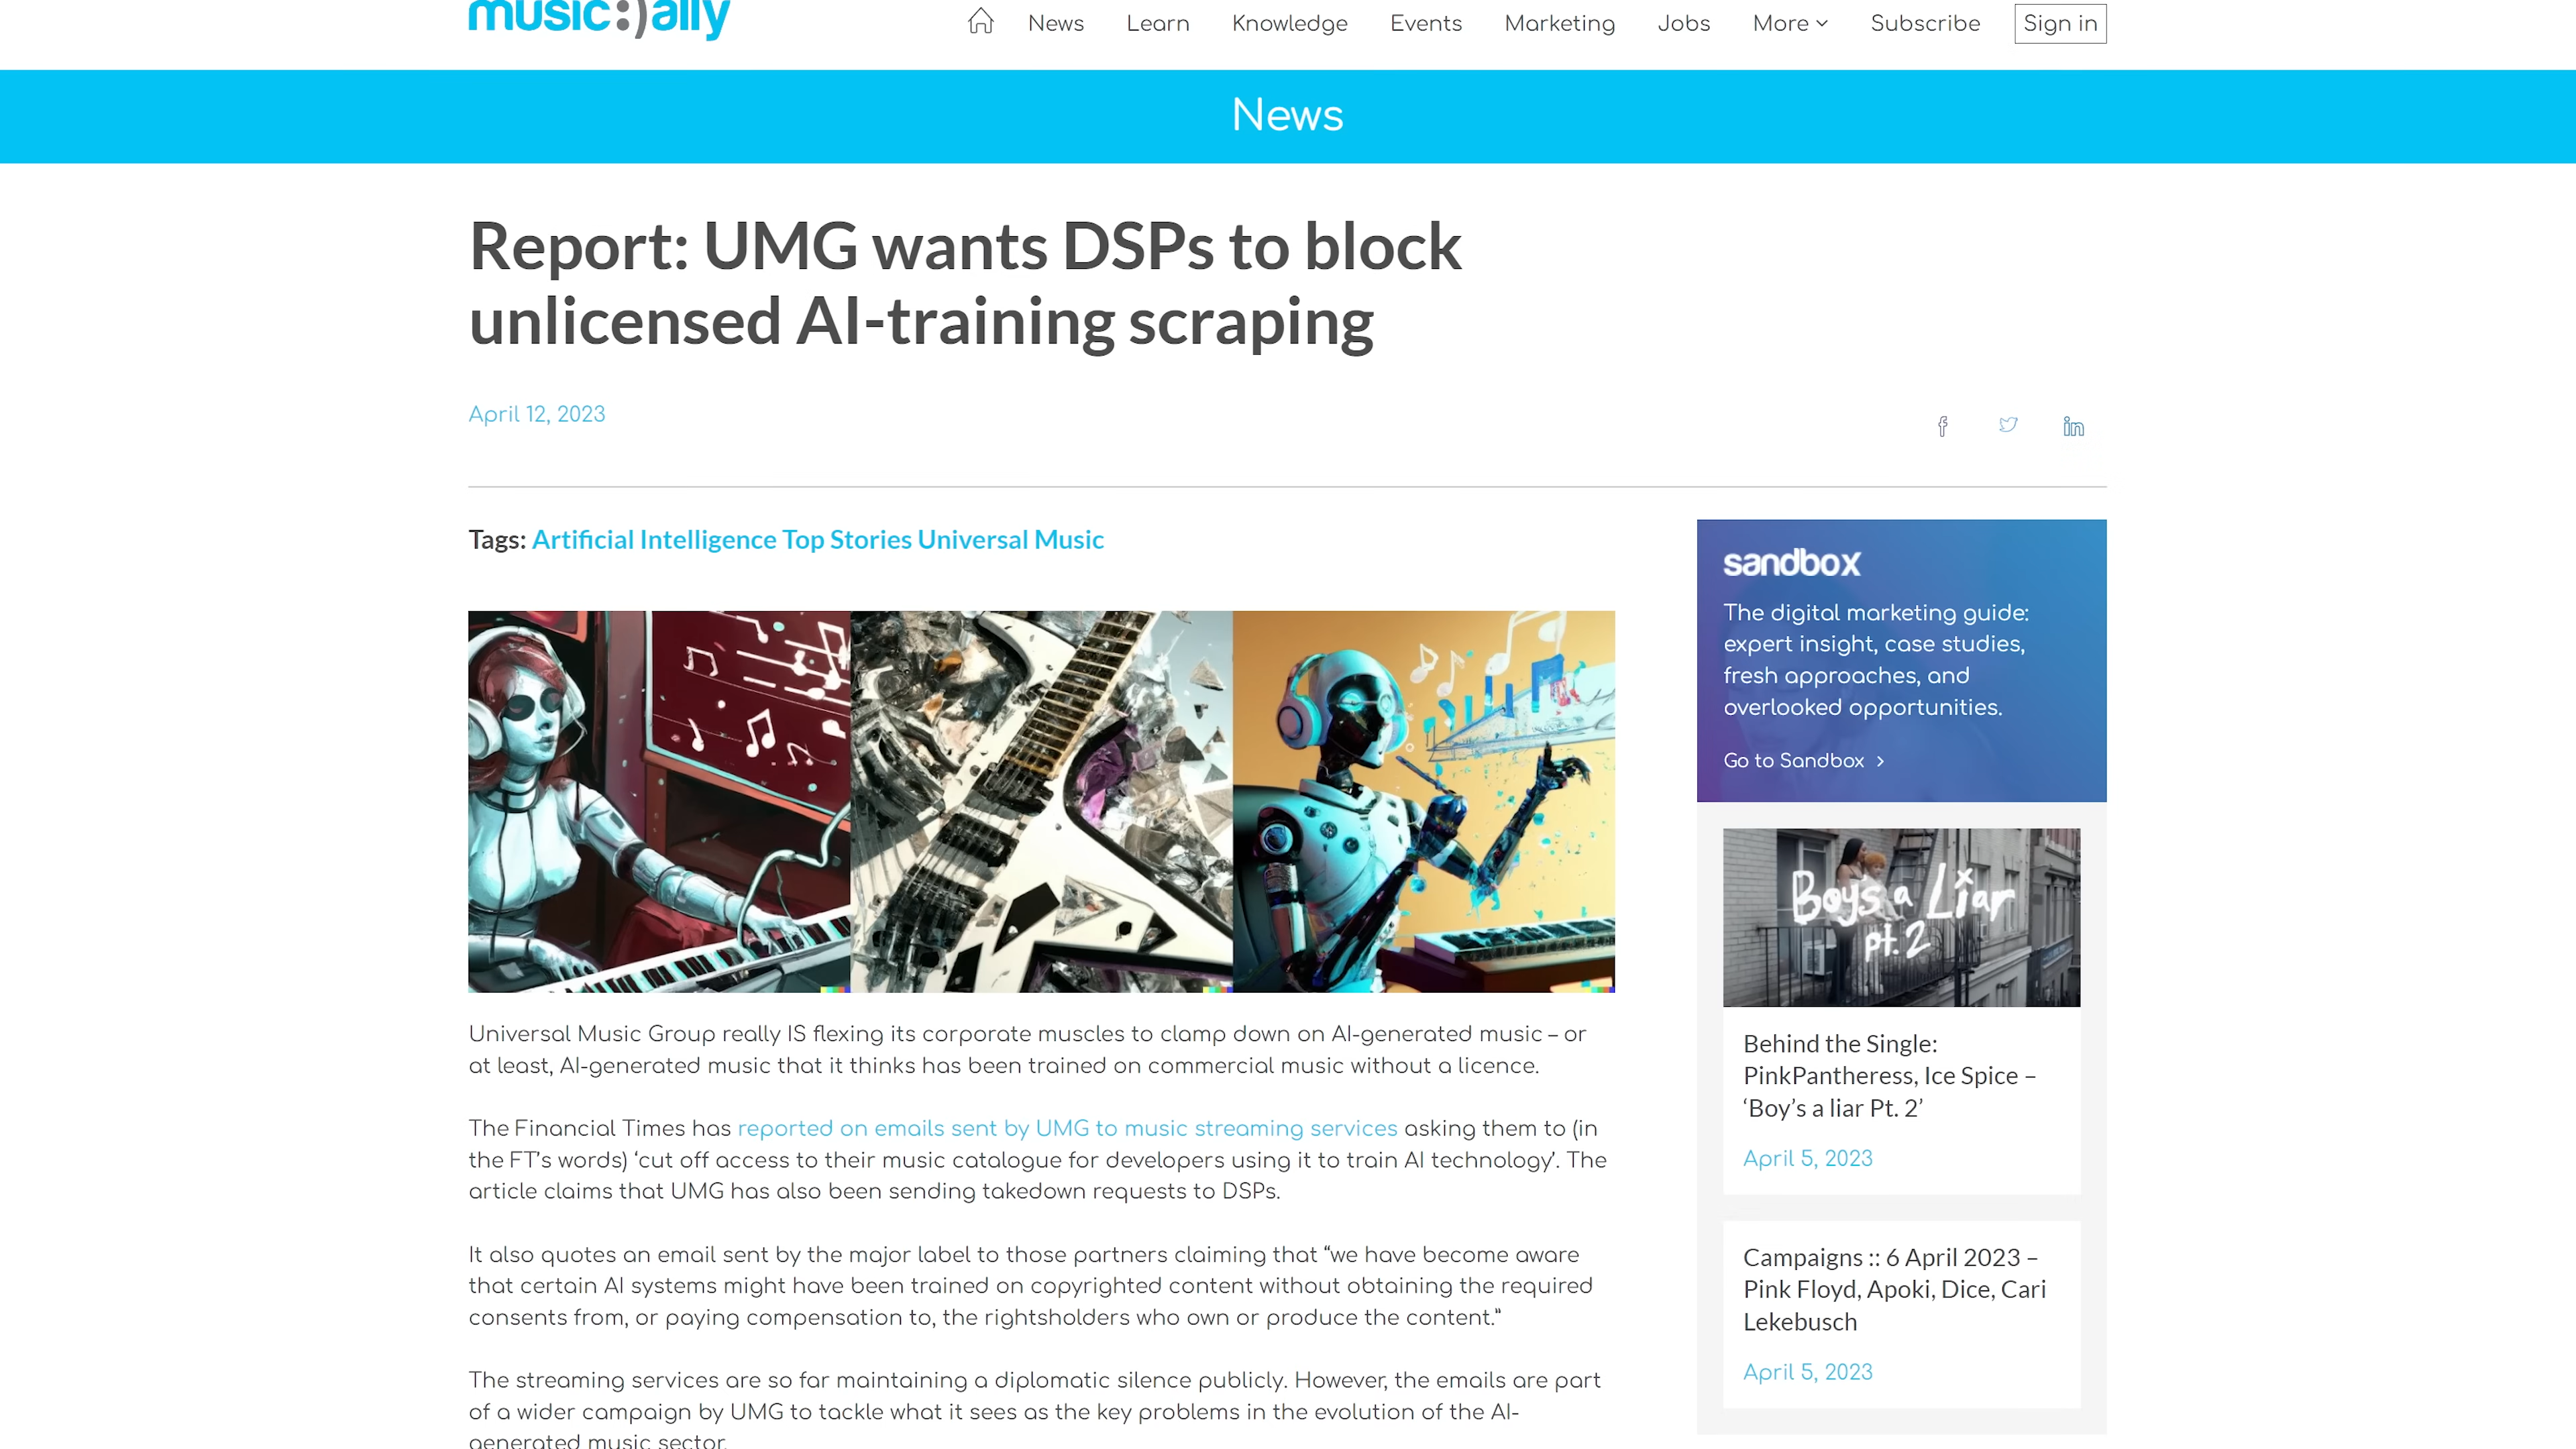 music:)ally
News Learn Knowledge Events Marketing Jobs More Subscribe Sign in
News
Report: UMG wants DSPs to block
unlicensed AI-training scraping
April 12, 2023
Tags: Artificial Intelligence Top Stories Universal Music
Universal Music Group really IS flexing its corporate muscles to clamp down on AI-generated music – or
at least, AI-generated music that it thinks has been trained on commercial music without a licence.
The Financial Times has reported on emails sent by UMG to music streaming services asking them to (in
the FT's words) ‘cut off access to their music catalogue for developers using it to train AI technology’. The
article claims that UMG has also been sending takedown requests to DSPs.
It also quotes an email sent by the major label to those partners claiming that “we have become aware
that certain AI systems might have been trained on copyrighted content without obtaining the required
consents from, or paying compensation to, the rightsholders who own or produce the content.”
The streaming services are so far maintaining a diplomatic silence publicly. However, the emails are part
of a wider campaign by UMG to tackle what it sees as the key problems in the evolution of the AI-
generated music sector.
sandbox
The digital marketing guide:
expert insight, case studies,
fresh approaches, and
overlooked opportunities.
Go to Sandbox
Boy's a Liar
pt. 2
Behind the Single:
PinkPantheress, Ice Spice –
‘Boy’s a liar Pt. 2’
April 5, 2023
Campaigns :: 6 April 2023 –
Pink Floyd, Apoki, Dice, Cari
Lekebusch
April 5, 2023